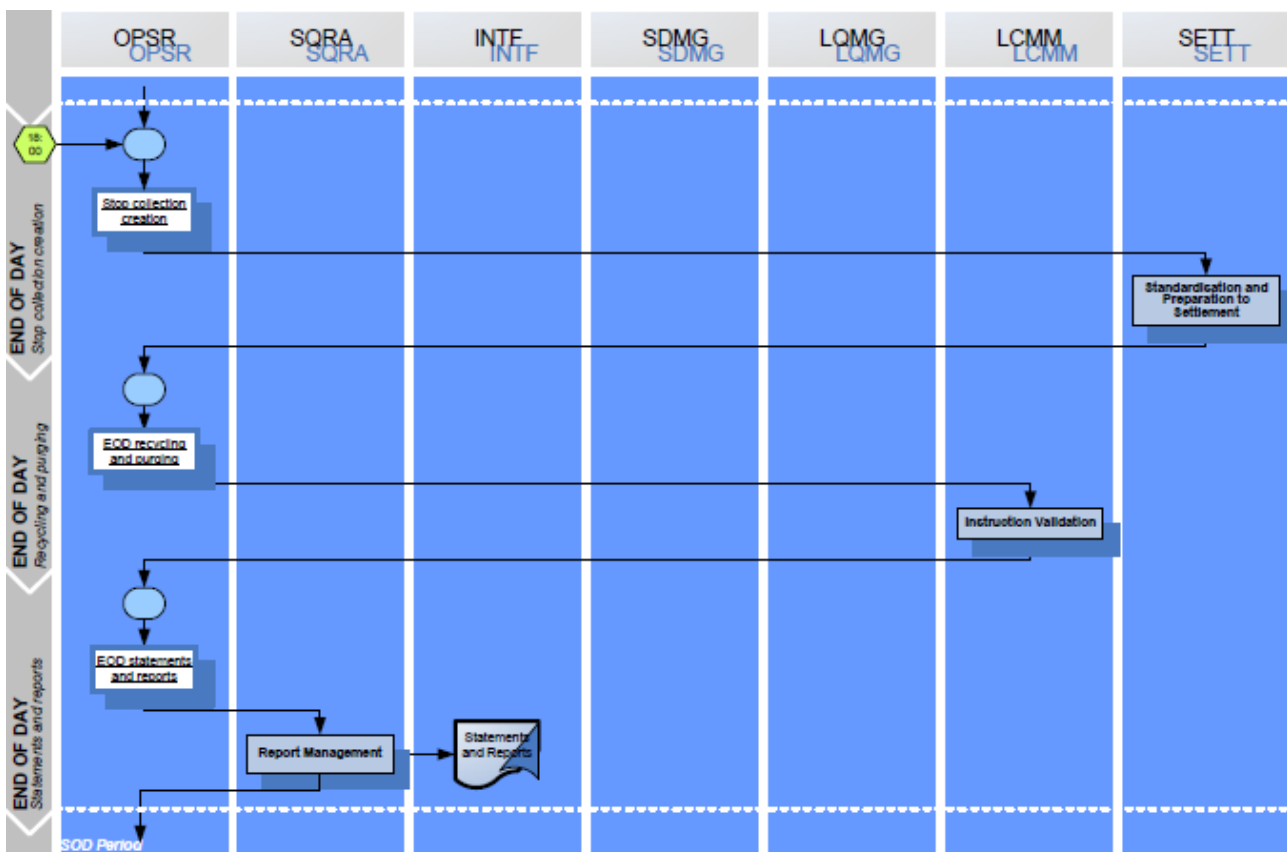 OPSR
OPSR
SQRA
SQRA
INTF
INTF
SDMG
SDMG
LQMG
LQMG
LCMM
LCMM
SETT
SETT
18:
00
END OF DAY
Stop collection creation
Stop collection
creation
Standardisation and
Preparation to
Settlement
END OF DAY
Recycling and purging
EOD recycling
and purging
Instruction Validation
END OF DAY
Statements and reports
EOD statements
and reports
Report Management
Statements
and Reports
SOD Period